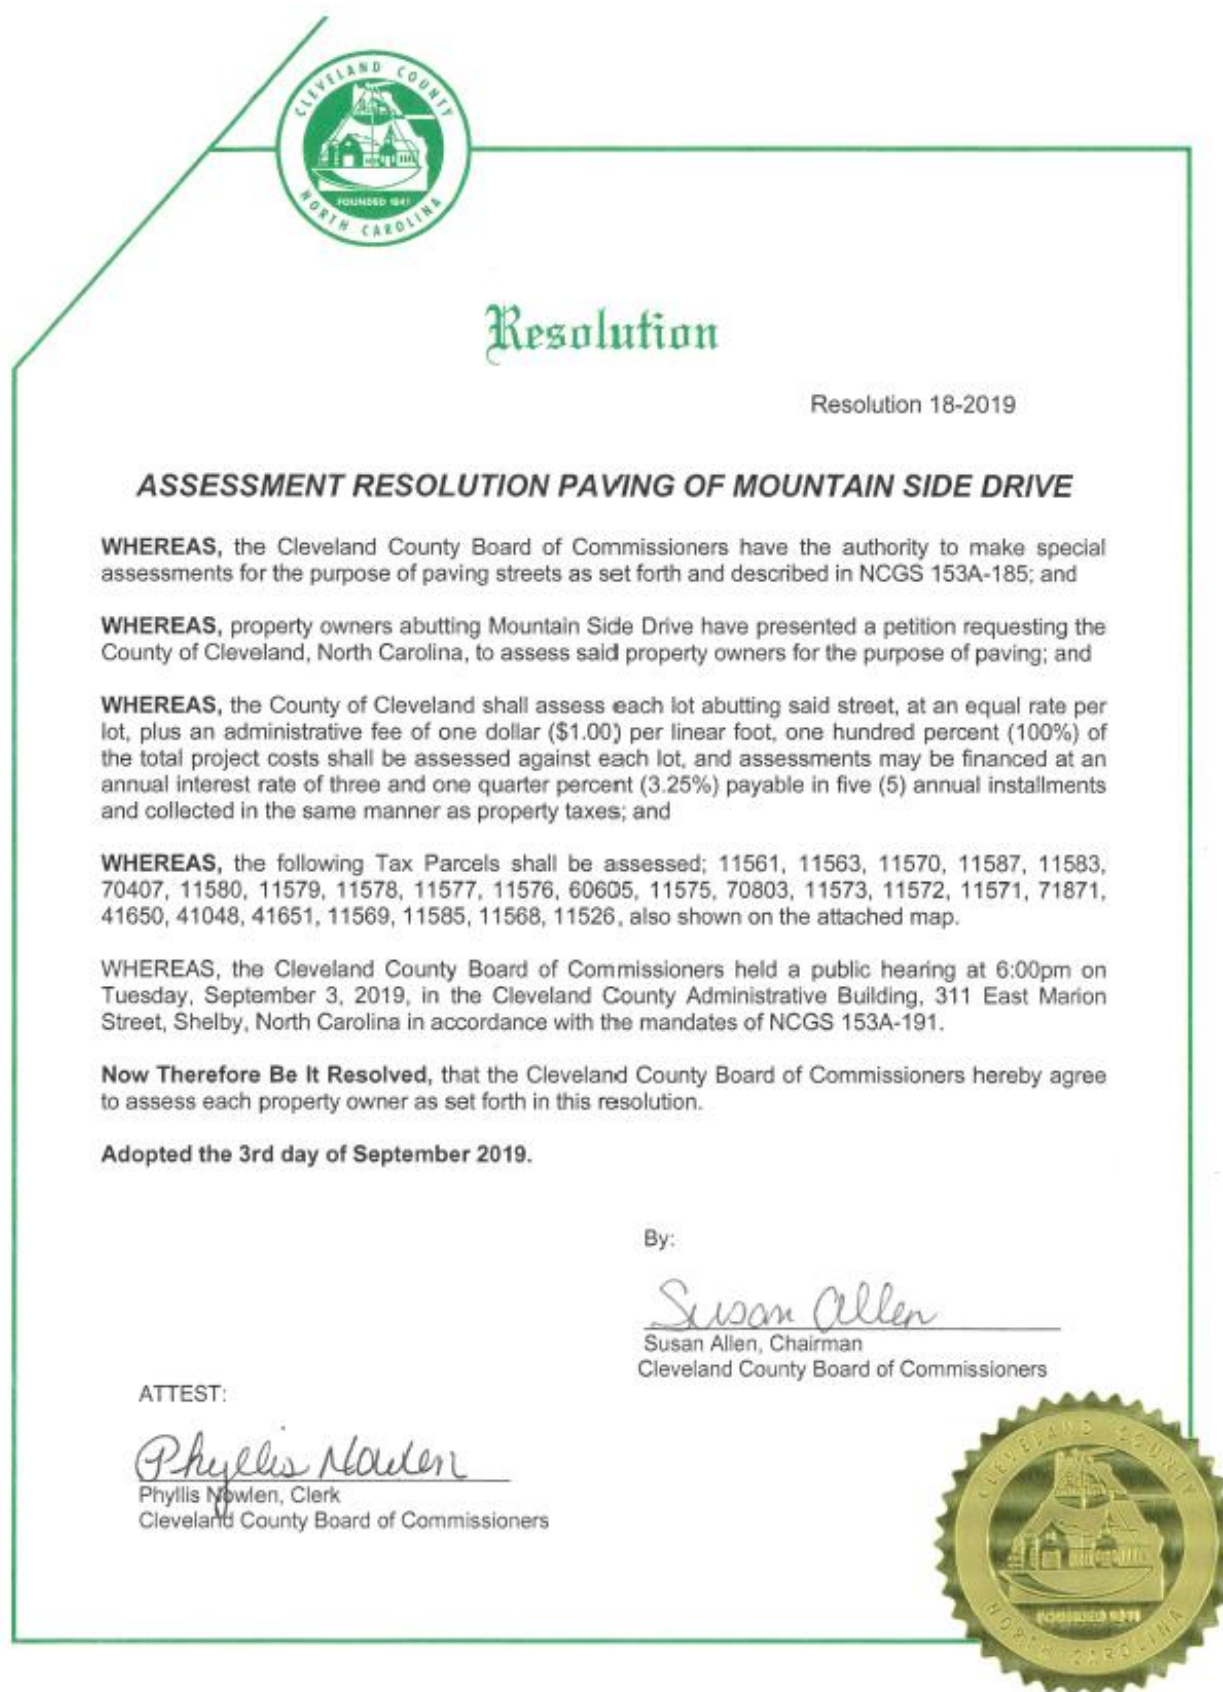 CLEVELAND COUNTY
FOUNDED 1841
NORTH CAROLINA
Resolution
Resolution 18-2019
ASSESSMENT RESOLUTION PAVING OF MOUNTAIN SIDE DRIVE
WHEREAS, the Cleveland County Board of Commissioners have the authority to make special
assessments for the purpose of paving streets as set forth and described in NCGS 153A-185; and
WHEREAS, property owners abutting Mountain Side Drive have presented a petition requesting the
County of Cleveland, North Carolina, to assess said property owners for the purpose of paving; and
WHEREAS, the County of Cleveland shall assess each lot abutting said street, at an equal rate per
lot, plus an administrative fee of one dollar ($1.00) per linear foot, one hundred percent (100%) of
the total project costs shall be assessed against each lot, and assessments may be financed at an
annual interest rate of three and one quarter percent (3.25%) payable in five (5) annual installments
and collected in the same manner as property taxes; and
WHEREAS, the following Tax Parcels shall be assessed; 11561, 11563, 11570, 11587, 11583,
70407, 11580, 11579, 11578, 11577, 11576, 60605, 11575, 70803, 11573, 11572, 11571, 71871,
41650, 41048, 41651, 11569, 11585, 11568, 11526, also shown on the attached map.
WHEREAS, the Cleveland County Board of Commissioners held a public hearing at 6:00pm on
Tuesday, September 3, 2019, in the Cleveland County Administrative Building, 311 East Marion
Street, Shelby, North Carolina in accordance with the mandates of NCGS 153A-191.
Now Therefore Be It Resolved, that the Cleveland County Board of Commissioners hereby agree
to assess each property owner as set forth in this resolution.
Adopted the 3rd day of September 2019.
By:
Susan Allen
Susan Allen, Chairman
Cleveland County Board of Commissioners
ATTEST:
Phyllis Nowlen
Phyllis Nowlen, Clerk
Cleveland County Board of Commissioners
CLEVELAND COUNTY
FOUNDED 1841
NORTH CAROLINA